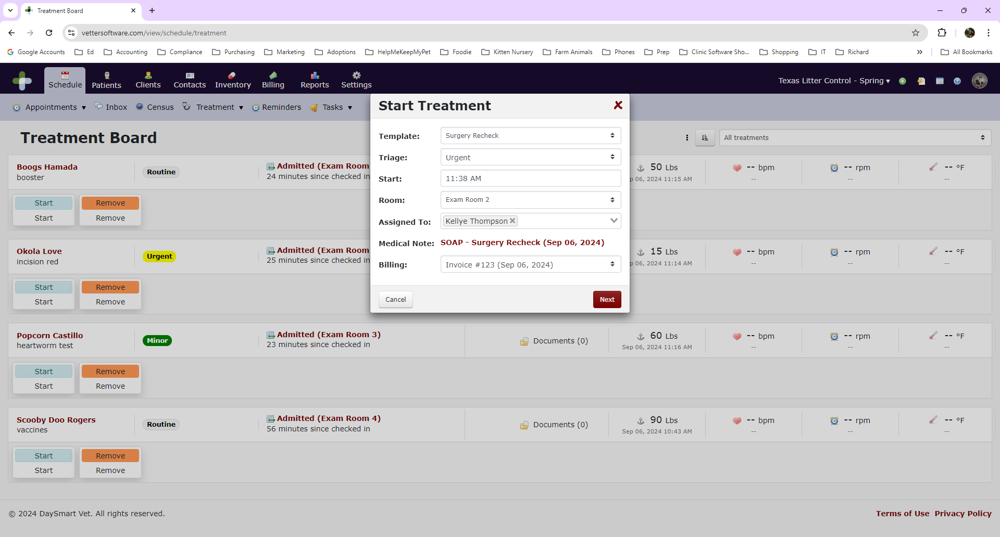 Treatment Board
vettersoftware.com/view/schedule/treatment
Google Accounts Ed Accounting Compliance Purchasing Marketing Adoptions HelpMeKeepMyPet Foodie Kitten Nursery Farm Animals Phones Prep Clinic Software Sho... Shopping IT Richard » All Bookmarks
Schedule Patients Clients Contacts Inventory Billing Reports Settings Texas Litter Control - Spring
Appointments Inbox Census Treatment Reminders Tasks
Treatment Board
All treatments
Start Treatment
Template: Surgery Recheck
Triage: Urgent
Start: 11:38 AM
Room: Exam Room 2
Assigned To: Kellye Thompson
Medical Note: SOAP - Surgery Recheck (Sep 06, 2024)
Billing: Invoice #123 (Sep 06, 2024)
Cancel Next
Boogs Hamada Routine Admitted (Exam Room 50 Lbs -- bpm -- rpm -- °F
booster 24 minutes since checked in p 06, 2024 11:15 AM -- -- --
Start Remove
Start Remove
Okola Love Urgent Admitted (Exam Room 15 Lbs -- bpm -- rpm -- °F
incision red 25 minutes since checked in p 06, 2024 11:14 AM -- -- --
Start Remove
Start Remove
Popcorn Castillo Minor Admitted (Exam Room 3) Documents (0) 60 Lbs -- bpm -- rpm -- °F
heartworm test 23 minutes since checked in Sep 06, 2024 11:16 AM -- -- --
Start Remove
Start Remove
Scooby Doo Rogers Routine Admitted (Exam Room 4) Documents (0) 90 Lbs -- bpm -- rpm -- °F
vaccines 56 minutes since checked in Sep 06, 2024 10:43 AM -- -- --
Start Remove
Start Remove
© 2024 DaySmart Vet. All rights reserved. Terms of Use Privacy Policy